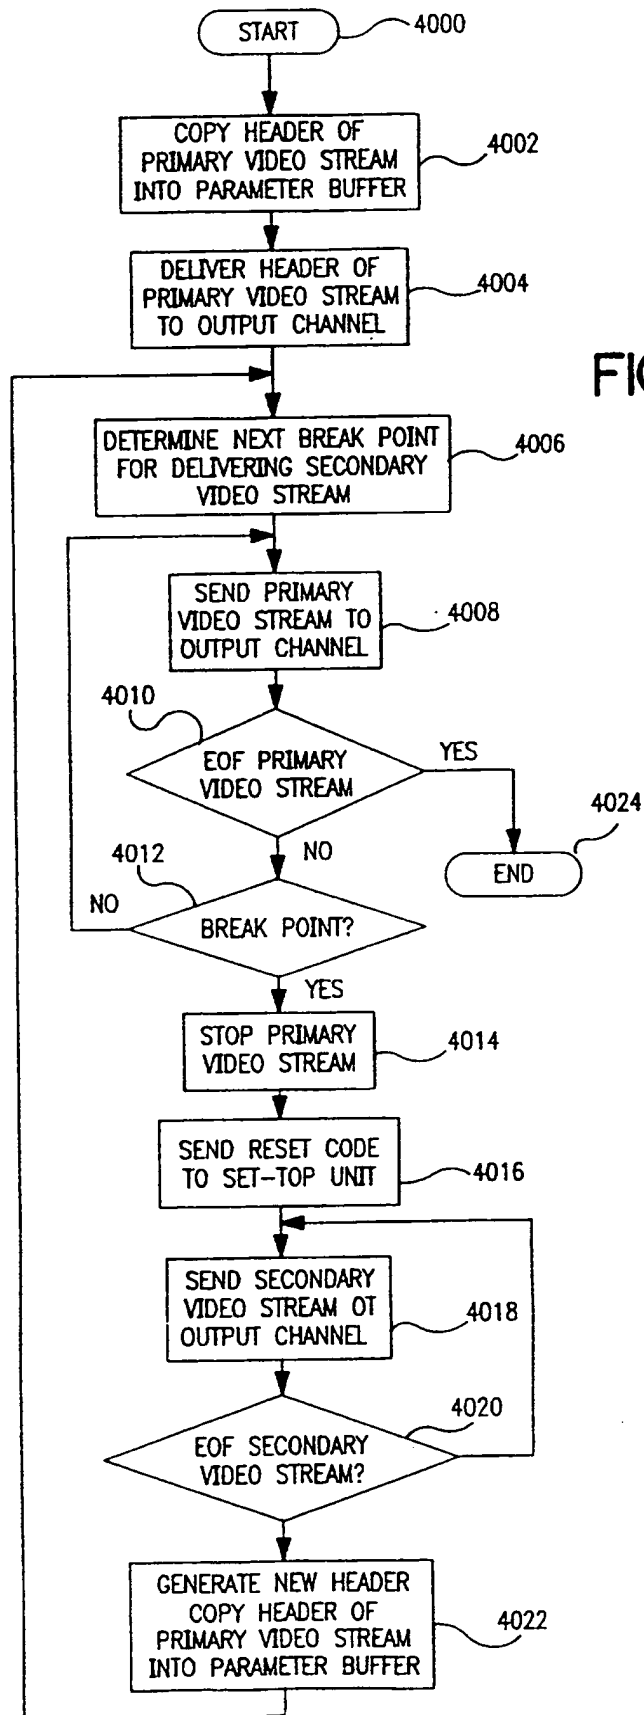 START
4000
COPY HEADER OF
PRIMARY VIDEO STREAM
INTO PARAMETER BUFFER
4002
DELIVER HEADER OF
PRIMARY VIDEO STREAM
TO OUTPUT CHANNEL
4004
FIG
DETERMINE NEXT BREAK POINT
FOR DELIVERING SECONDARY
VIDEO STREAM
4006
SEND PRIMARY
VIDEO STREAM TO
OUTPUT CHANNEL
4008
4010
EOF PRIMARY
VIDEO STREAM
YES
4024
END
NO
4012
NO
BREAK POINT?
YES
STOP PRIMARY
VIDEO STREAM
4014
SEND RESET CODE
TO SET-TOP UNIT
4016
SEND SECONDARY
VIDEO STREAM OT
OUTPUT CHANNEL
4018
4020
EOF SECONDARY
VIDEO STREAM?
GENERATE NEW HEADER
COPY HEADER OF
PRIMARY VIDEO STREAM
INTO PARAMETER BUFFER
4022